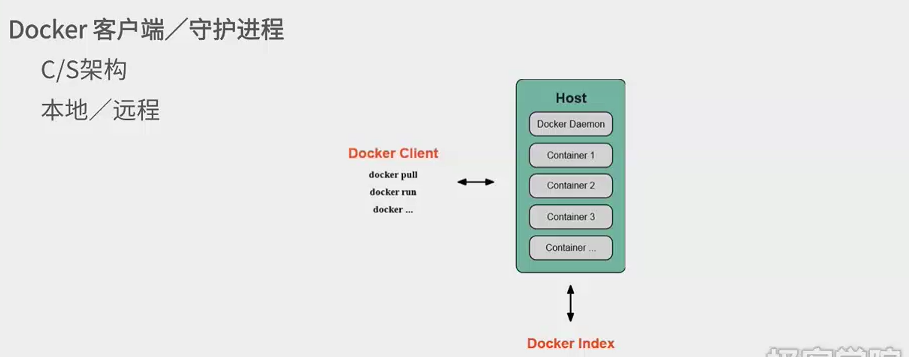 Docker 客户端／守护进程
C/S架构
本地／远程
Host
Docker Daemon
Container 1
Container 2
Container 3
Container ...
Docker Client
docker pull
docker run
docker ...
Docker Index